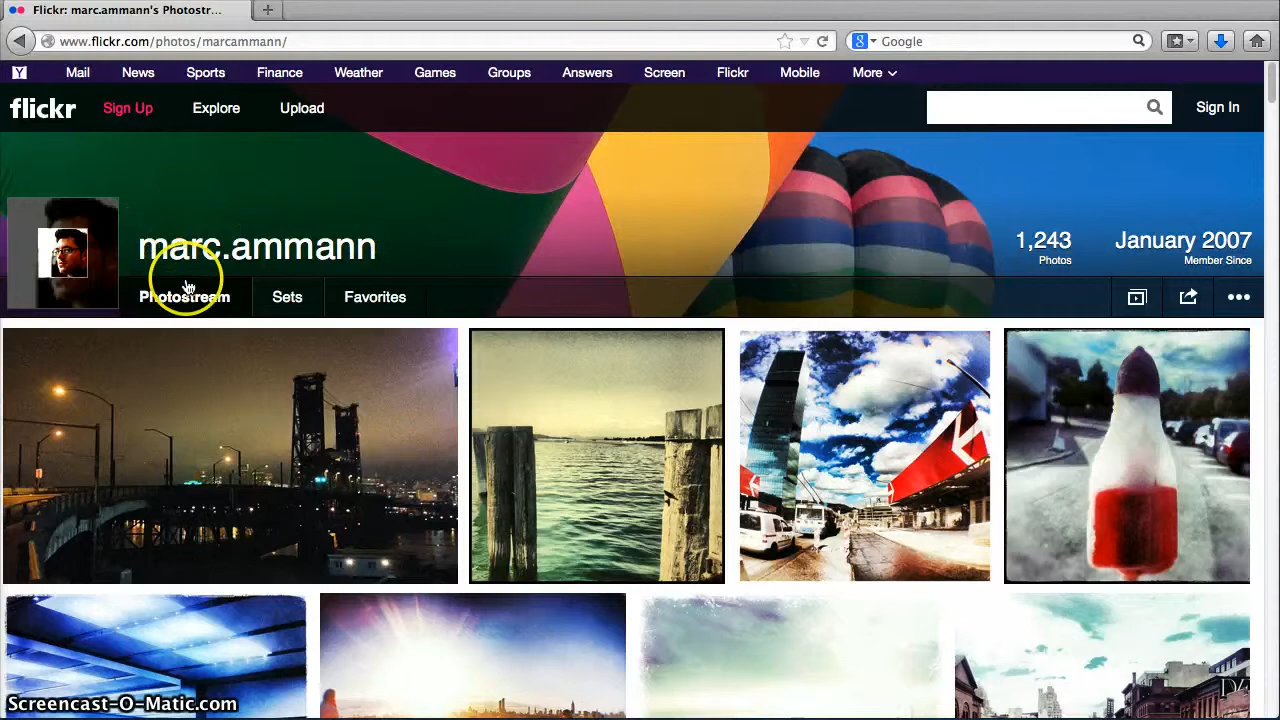 Flickr: marc.ammann's Photostr...
www.flickr.com/photos/marcammann/
Google
Y Mail News Sports Finance Weather Games Groups Answers Screen Flickr Mobile More
flickr Sign Up Explore Upload Sign In
marc.ammann
1,243
Photos
January 2007
Member Since
Photostream Sets Favorites
Screencast-O-Matic.com